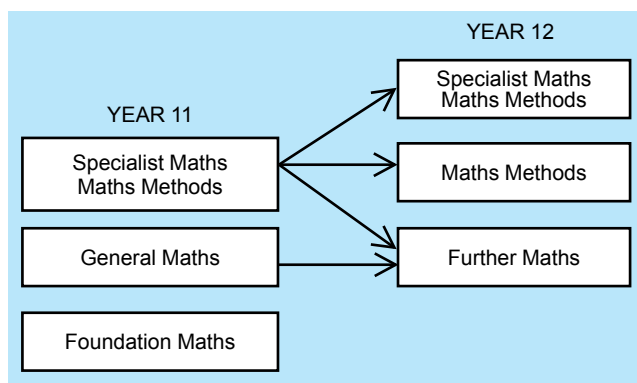 YEAR 11
Specialist Maths
Maths Methods
General Maths
Foundation Maths
YEAR 12
Specialist Maths
Maths Methods
Maths Methods
Further Maths